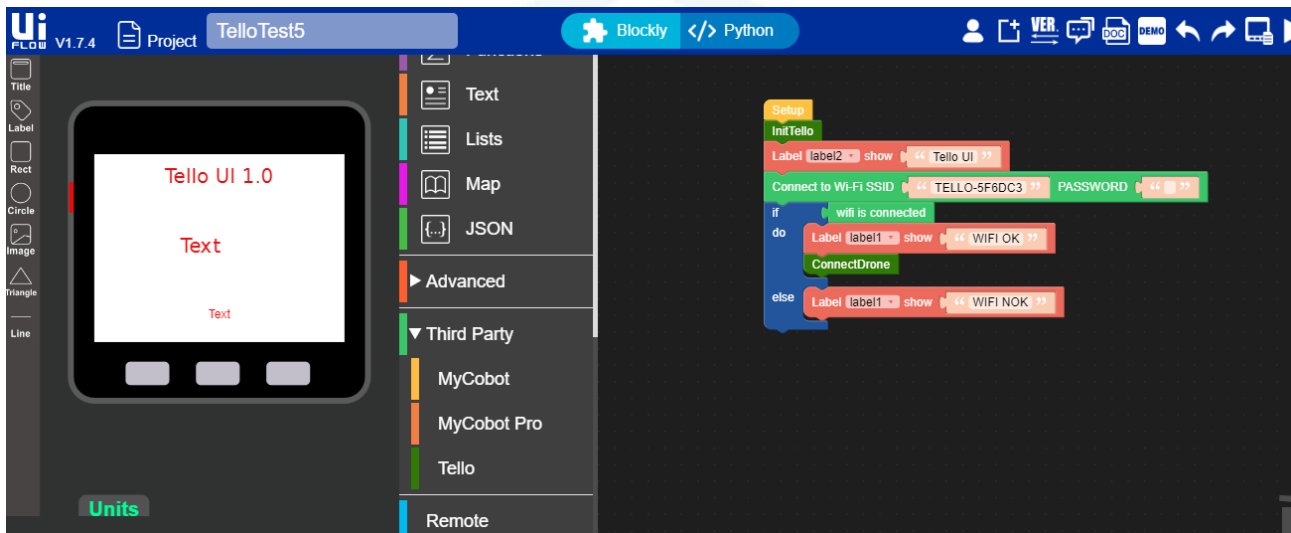 Ui FLOW V1.7.4 Project TelloTest5 Blockly </> Python VER. DOC DEMO
Title
Label
Rect
Circle
Image
Triangle
Line
Tello UI 1.0
Text
Text
Units
Functions
Text
Lists
Map
{...} JSON
Advanced
Third Party
MyCobot
MyCobot Pro
Tello
Remote
Setup
InitTello
Label label2 show “ Tello UI ”
Connect to Wi-Fi SSID “ TELLO-5F6DC3 ” PASSWORD “ ”
if wifi is connected
do Label label1 show “ WIFI OK ”
ConnectDrone
else Label label1 show “ WIFI NOK ”